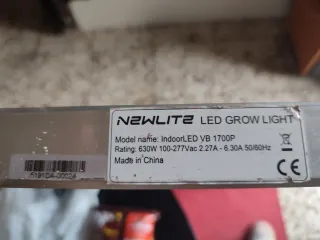 NEWLITE LED GROW LIGHT
Model name: IndoorLED VB 1700P
Rating: 630W 100-277Vac 2.27A - 6.30A 50/60Hz
Made in China
CE